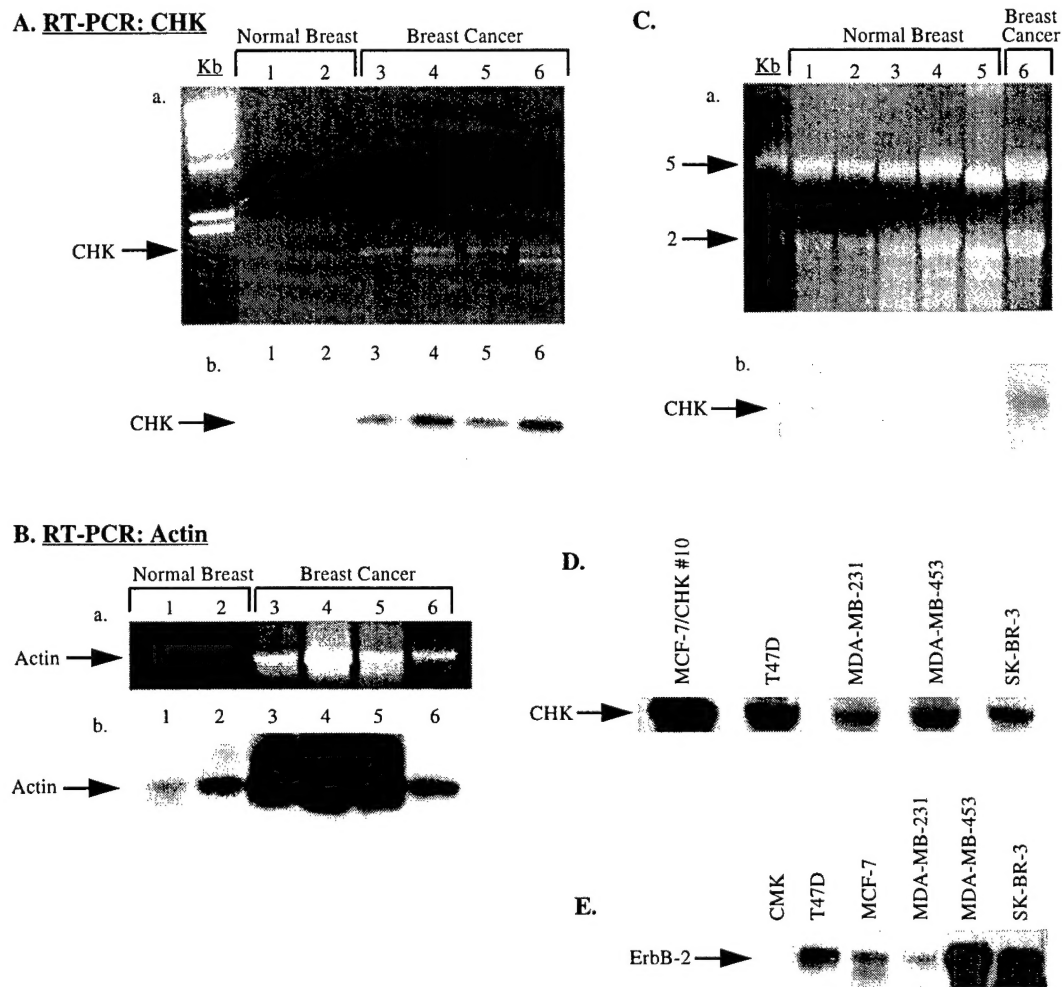 A. RT-PCR: CHK
Normal Breast Breast Cancer
Kb 1 2 3 4 5 6
a.
CHK
1 2 3 4 5 6
b.
CHK
B. RT-PCR: Actin
Normal Breast Breast Cancer
1 2 3 4 5 6
a.
Actin
1 2 3 4 5 6
b.
Actin
C.
Normal Breast Breast Cancer
Kb 1 2 3 4 5 6
a.
5
2
b.
CHK
D.
MCF-7/CHK #10
T47D
MDA-MB-231
MDA-MB-453
SK-BR-3
CHK
E.
CMK
T47D
MCF-7
MDA-MB-231
MDA-MB-453
SK-BR-3
ErbB-2